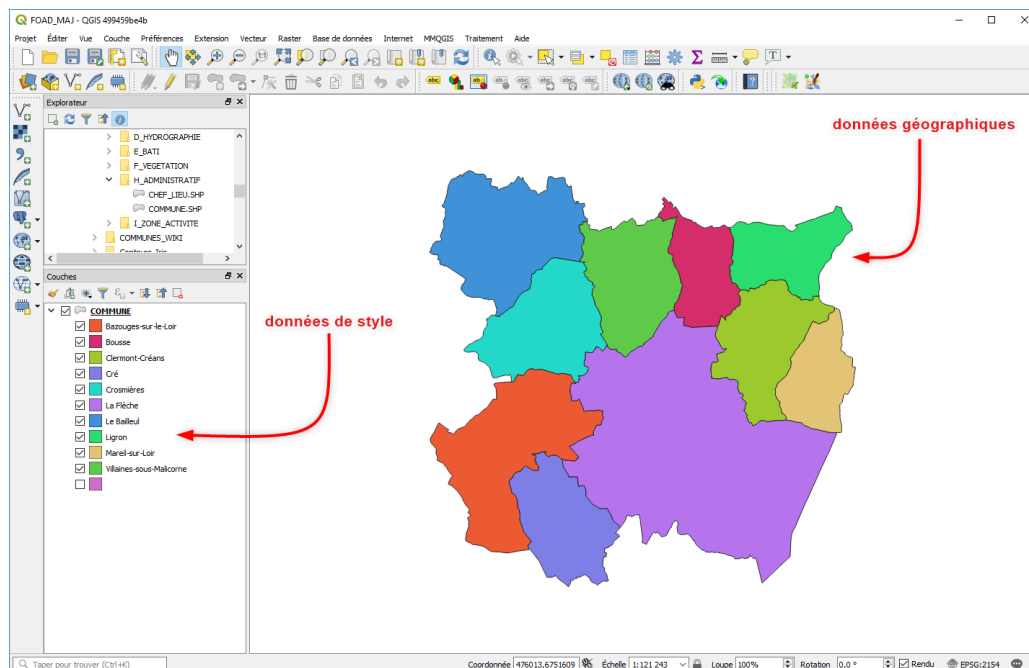 FOAD_MAJ - QGIS 499459be4b
Projet Éditer Vue Couche Préférences Extension Vecteur Raster Base de données Internet MMQGIS Traitement Aide
Explorateur
D_HYDROGRAPHIE
E_BATI
F_VEGETATION
H_ADMINISTRATIF
CHEF_LIEU.SHP
COMMUNE.SHP
I_ZONE_ACTIVITE
COMMUNES_WIKI
Couches
COMMUNE
Bazouges-sur-le-Loir
Bousse
Clermont-Créans
Cré
Crosmières
La Flèche
Le Bailleul
Ligron
Mareil-sur-Loir
Villaines-sous-Malicorne
données de style
données géographiques
Taper pour trouver (Ctrl+K) Coordonnée 476013.6751609 Échelle 1:121 243 Loupe 100% Rotation 0,0 ° Rendu EPSG:2154